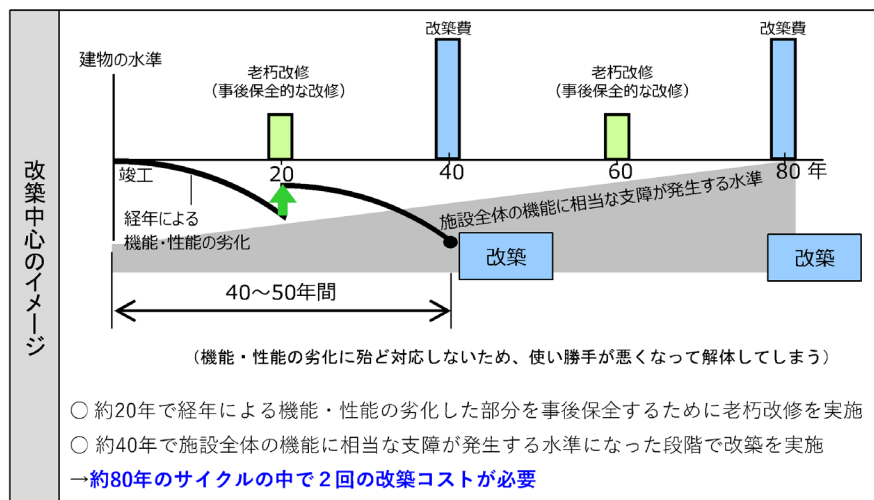 改築中心のイメージ
建物の水準
老朽改修
(事後保全的な改修)
改築費
老朽改修
(事後保全的な改修)
改築費
竣工
20
40
60
80 年
経年による
機能・性能の劣化
施設全体の機能に相当な支障が発生する水準
改築
改築
40～50年間
（機能・性能の劣化に殆ど対応しないため、使い勝手が悪くなって解体してしまう）
○ 約20年で経年による機能・性能の劣化した部分を事後保全するために老朽改修を実施
○ 約40年で施設全体の機能に相当な支障が発生する水準になった段階で改築を実施
→約80年のサイクルの中で２回の改築コストが必要